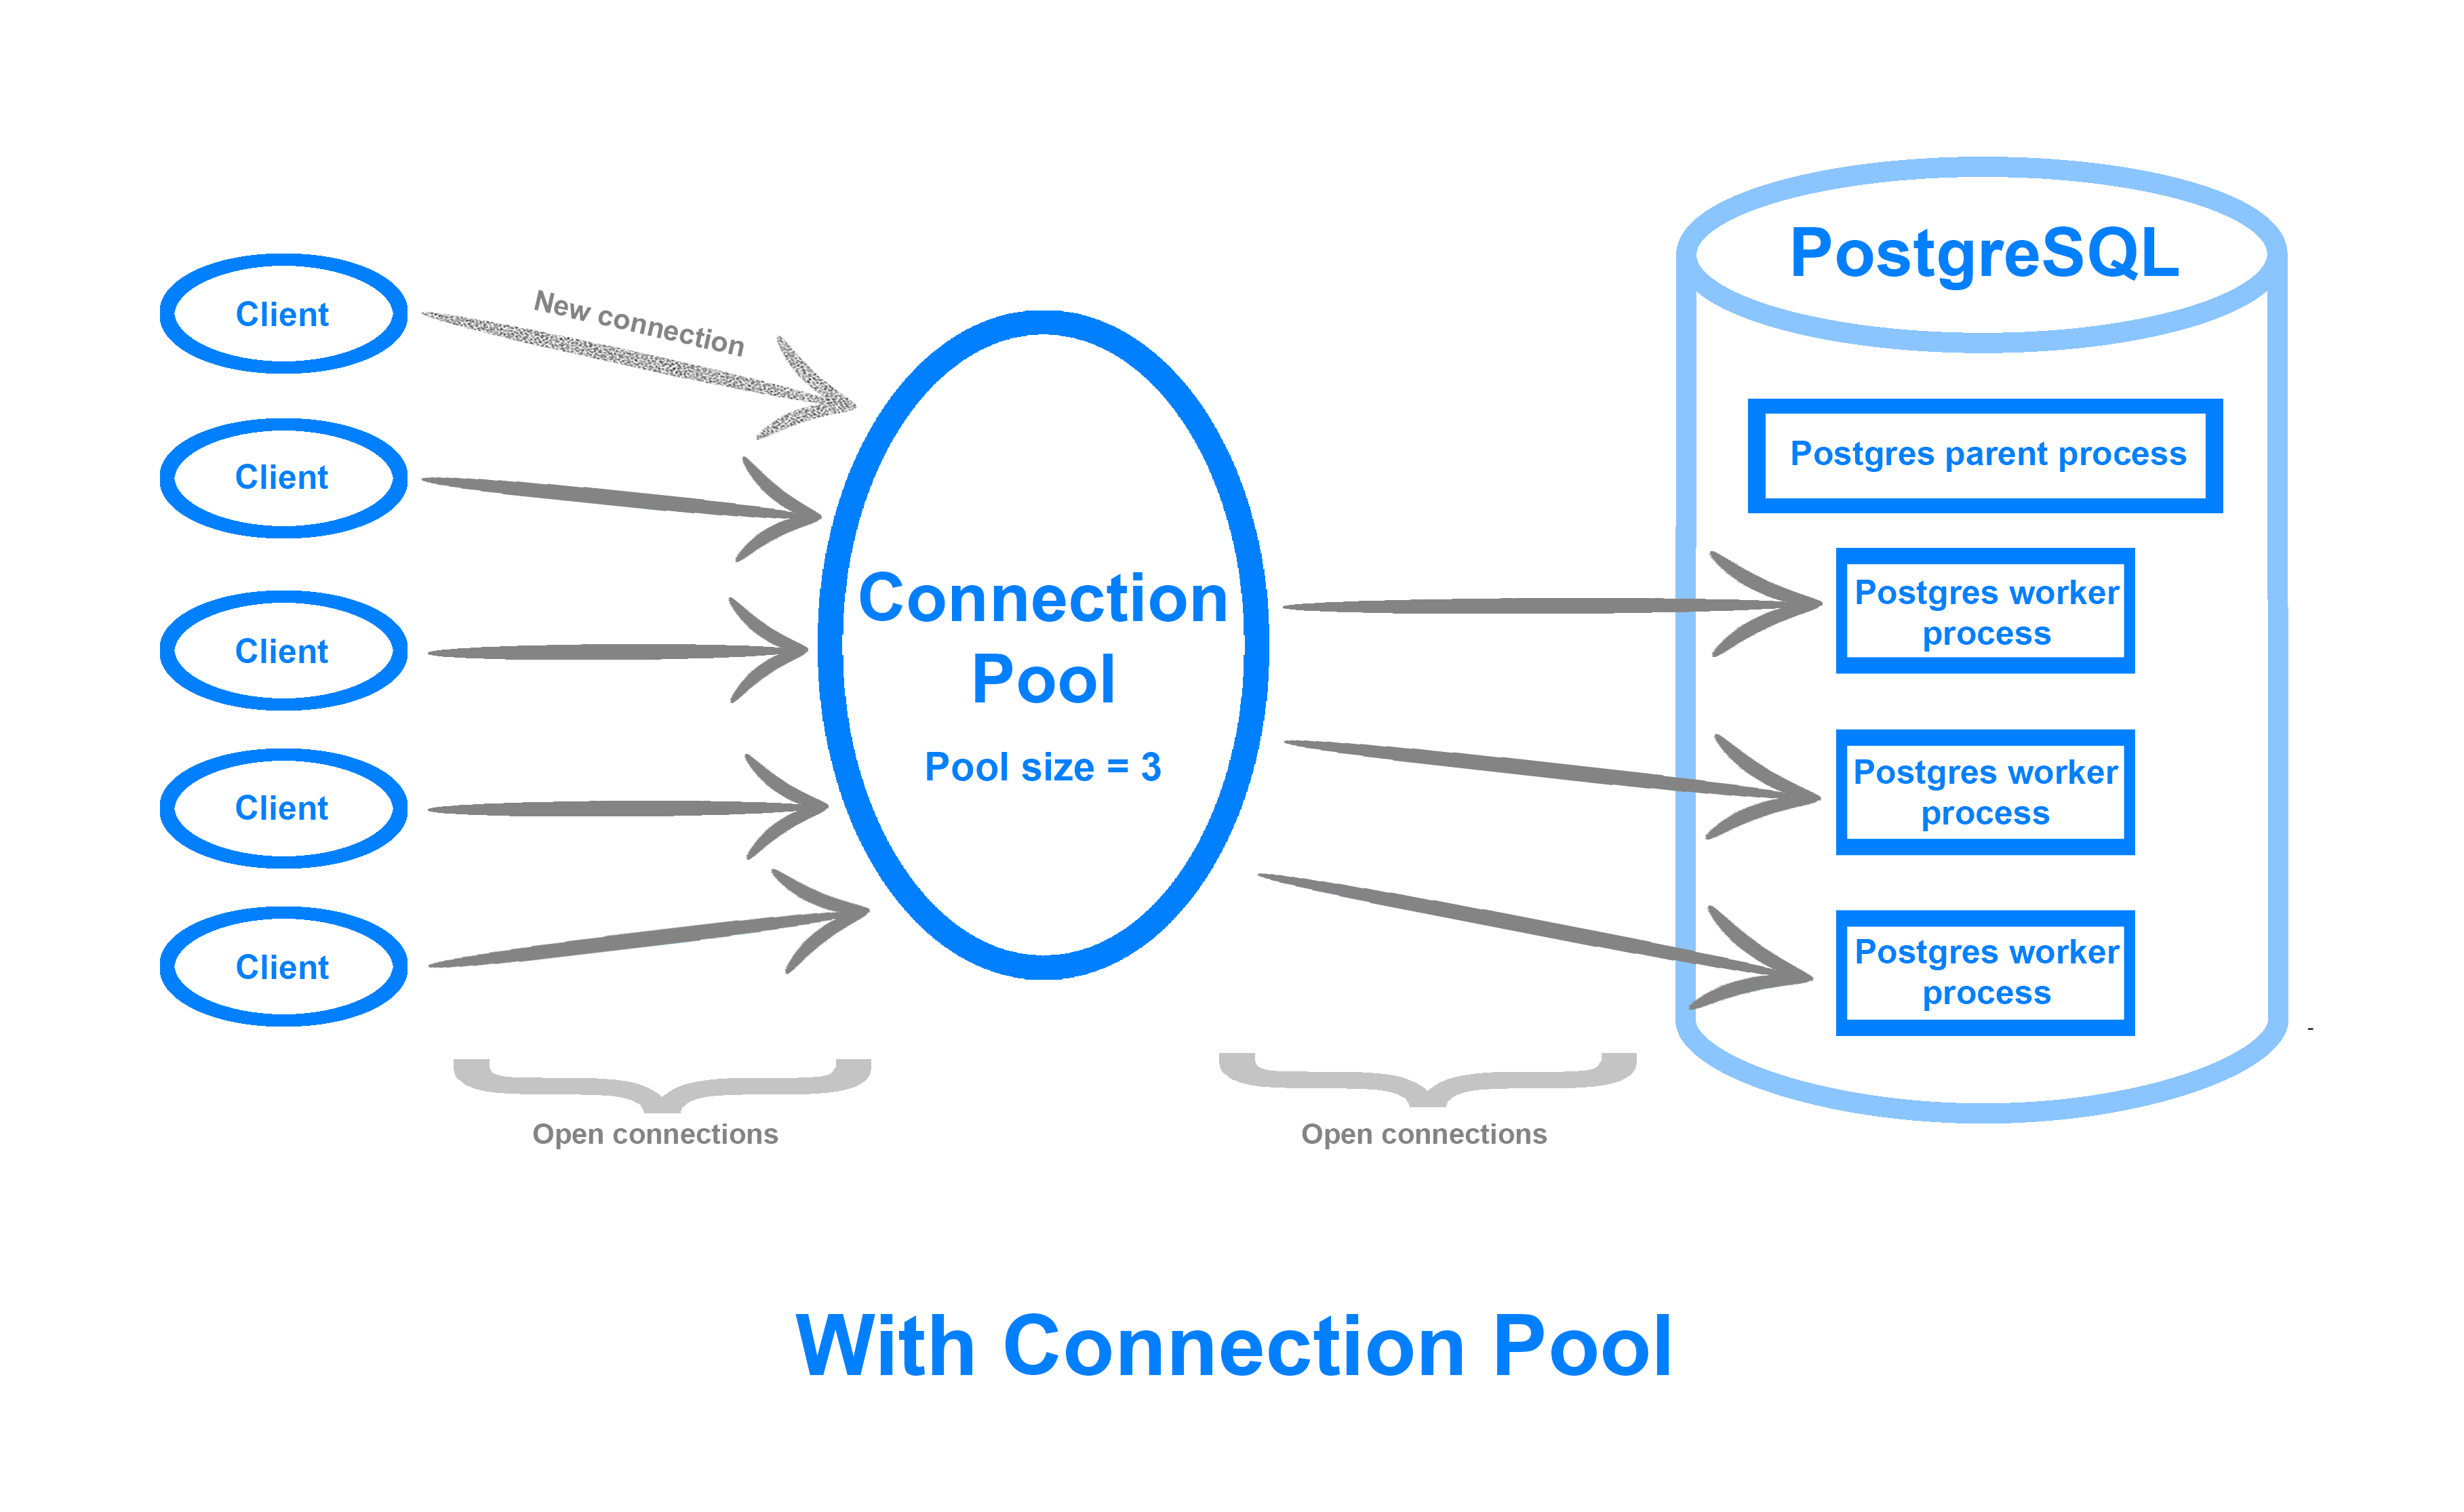 PostgreSQL
New connection
Client
Client
Client
Client
Client
Connection
Pool
Pool size = 3
Postgres parent process
Postgres worker
process
Postgres worker
process
Postgres worker
process
-
Open connections
Open connections
With Connection Pool